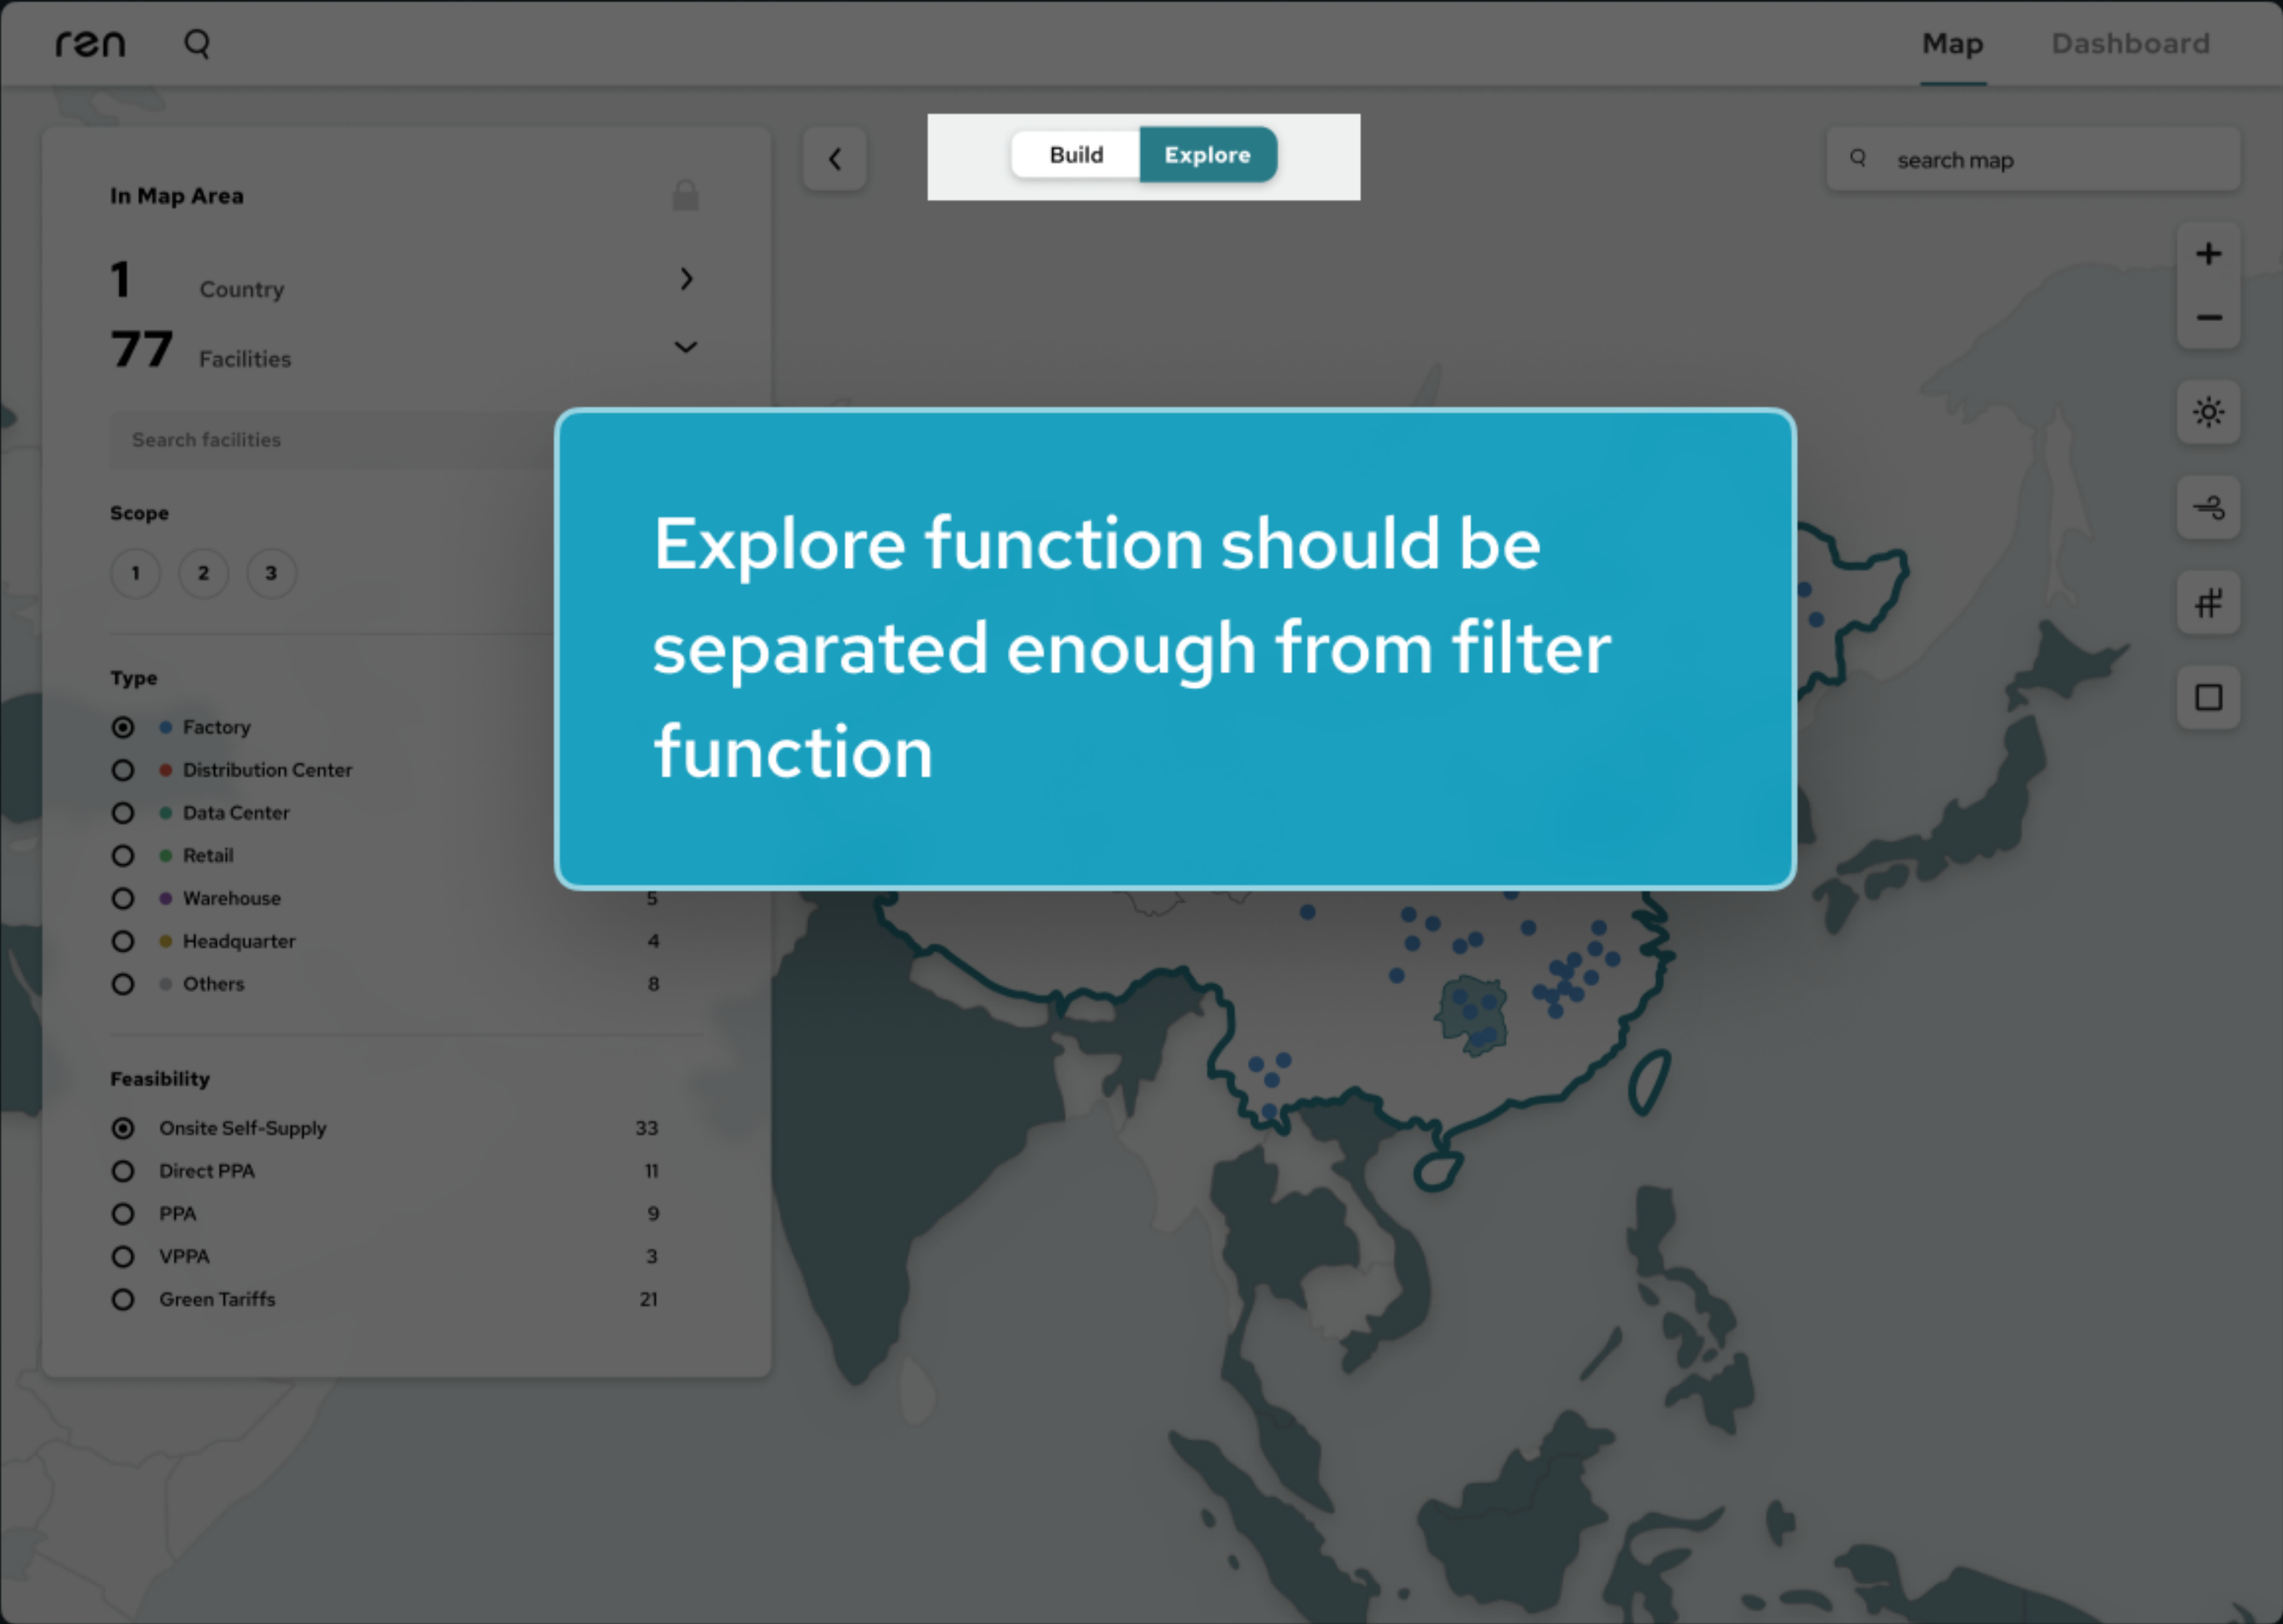 ren
Map
Dashboard
Build
Explore
search map
In Map Area
1 Country
77 Facilities
Search facilities
Scope
1 2 3
Type
Factory
Distribution Center
Data Center
Retail
Warehouse 5
Headquarter 4
Others 8
Feasibility
Onsite Self-Supply 33
Direct PPA 11
PPA 9
VPPA 3
Green Tariffs 21
Explore function should be
separated enough from filter
function